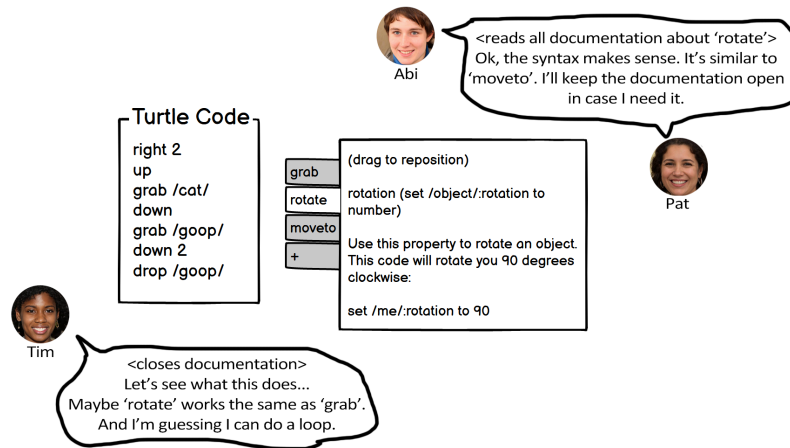 <reads all documentation about ‘rotate’>
Ok, the syntax makes sense. It’s similar to
‘moveto’. I’ll keep the documentation open
in case I need it.
Abi
Pat
Turtle Code
right 2
up
grab /cat/
down
grab /goop/
down 2
drop /goop/
grab
rotate
moveto
+
(drag to reposition)
rotation (set /object/:rotation to
number)
Use this property to rotate an object.
This code will rotate you 90 degrees
clockwise:
set /me/:rotation to 90
Tim
<closes documentation>
Let’s see what this does...
Maybe ‘rotate’ works the same as ‘grab’.
And I’m guessing I can do a loop.